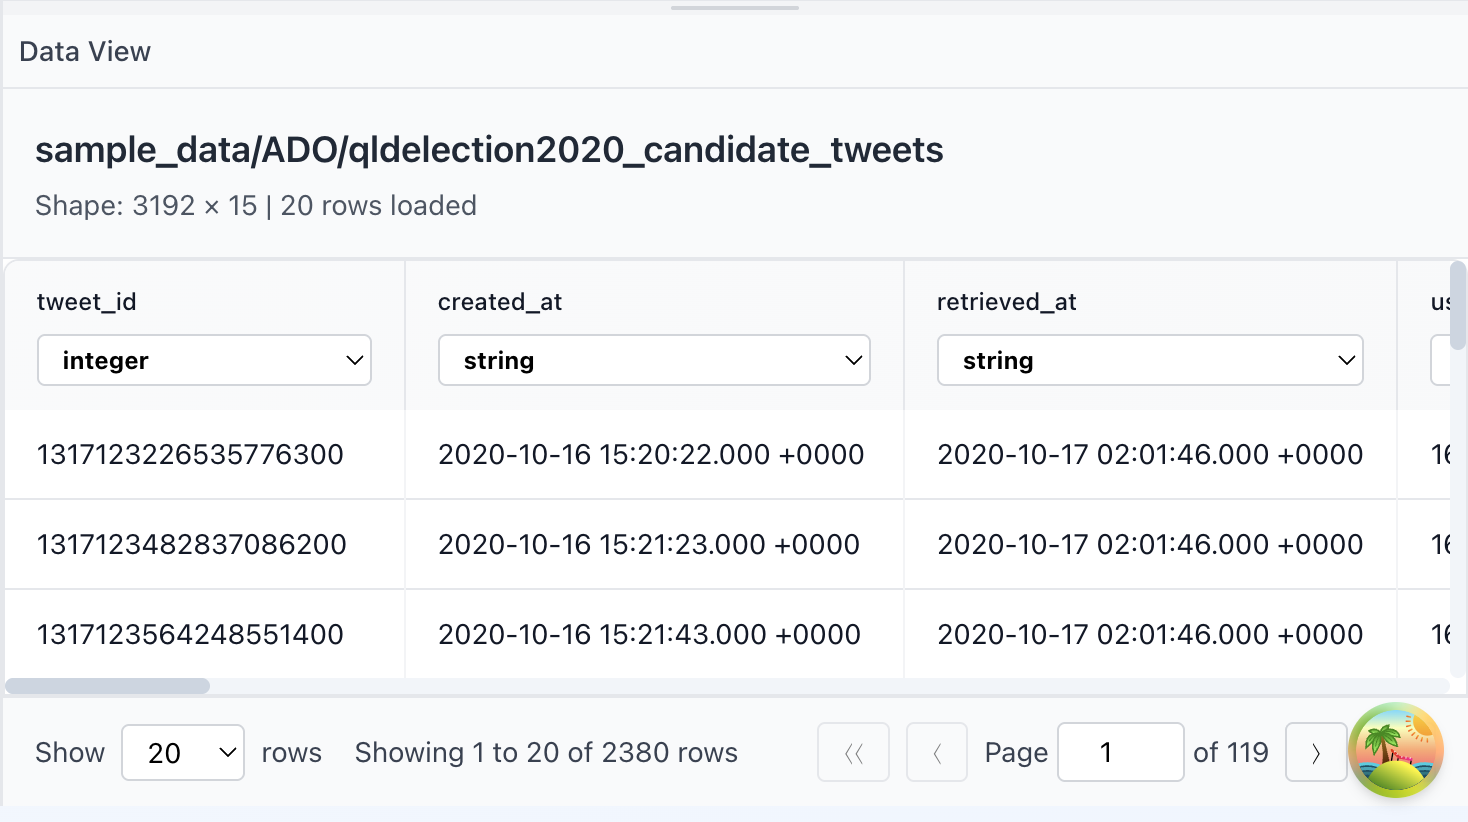 Data View
sample_data/ADO/qldelection2020_candidate_tweets
Shape: 3192 × 15 | 20 rows loaded
tweet_id created_at retrieved_at us
integer string string
1317123226535776300 2020-10-16 15:20:22.000 +0000 2020-10-17 02:01:46.000 +0000 16
1317123482837086200 2020-10-16 15:21:23.000 +0000 2020-10-17 02:01:46.000 +0000 16
1317123564248551400 2020-10-16 15:21:43.000 +0000 2020-10-17 02:01:46.000 +0000 16
Show 20 rows Showing 1 to 20 of 2380 rows Page 1 of 119